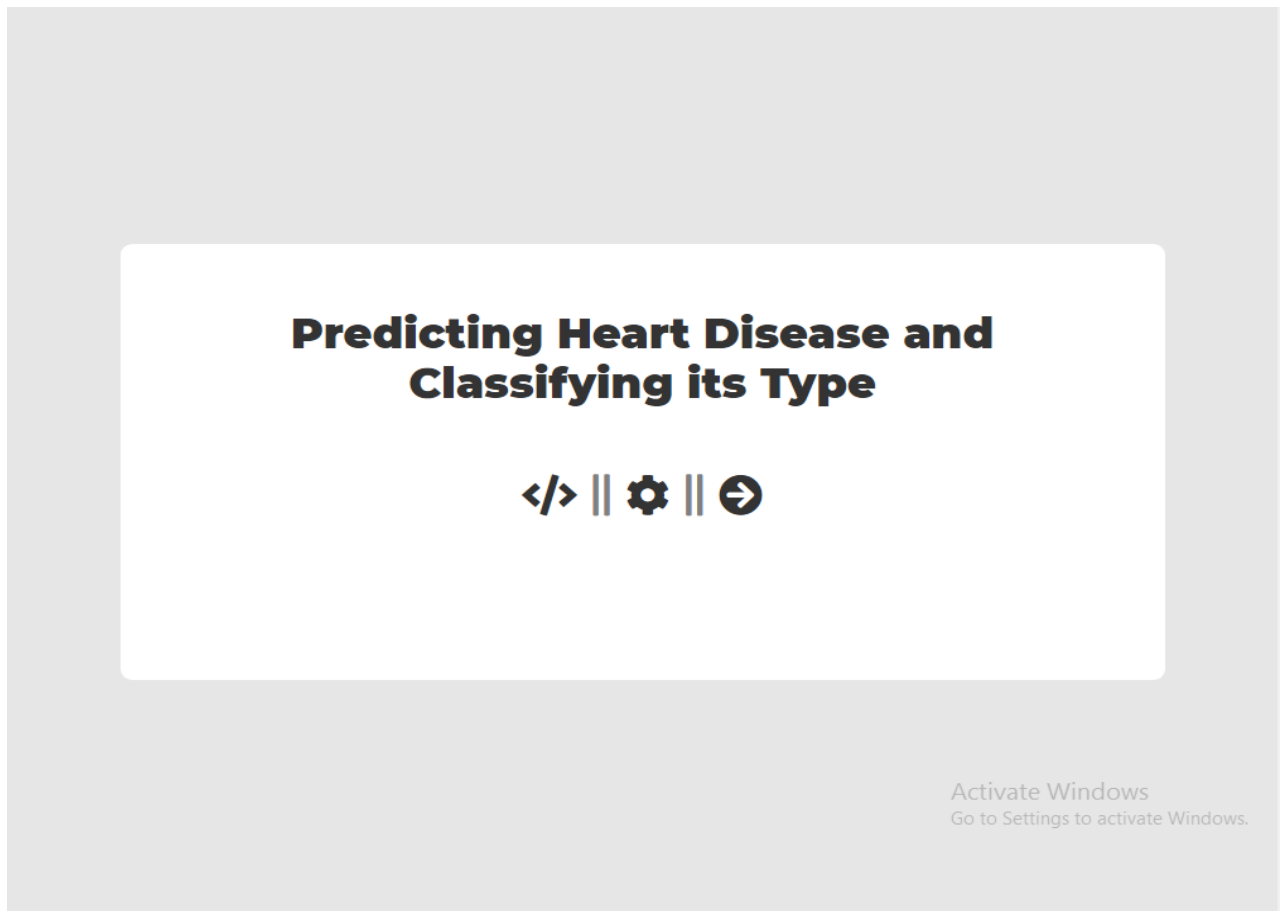 Predicting Heart Disease and
Classifying its Type
</> || ||
Activate Windows
Go to Settings to activate Windows.